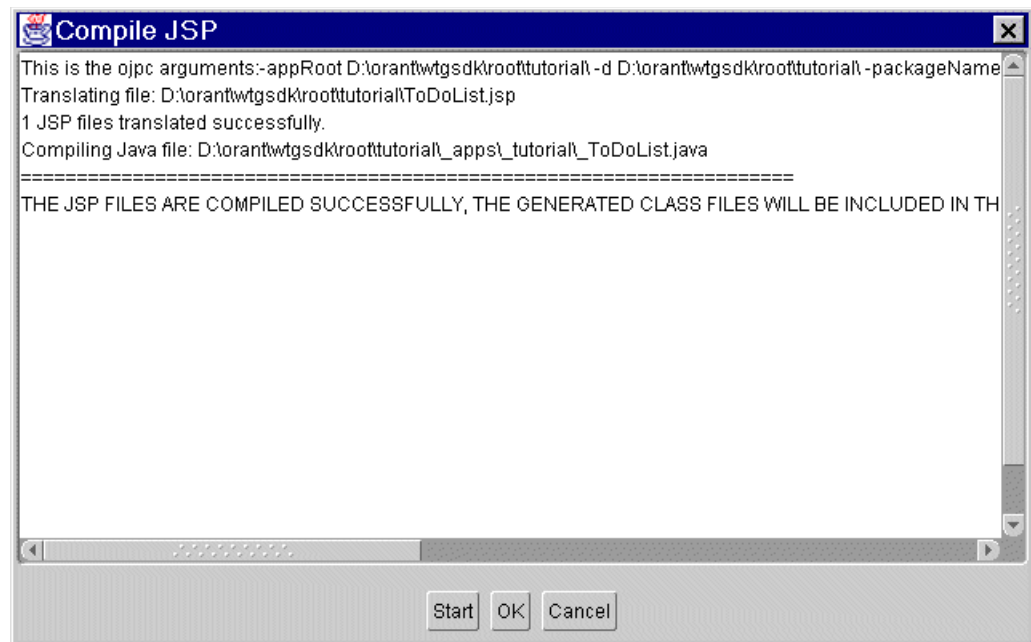 Compile JSP
This is the ojpc arguments:-appRoot D:\orant\wtgsdk\root\tutorial\ -d D:\orant\wtgsdk\root\tutorial\ -packageName
Translating file: D:\orant\wtgsdk\root\tutorial\ToDoList.jsp
1 JSP files translated successfully.
Compiling Java file: D:\orant\wtgsdk\root\tutorial\_apps\_tutorial\_ToDoList.java
=====================================================================
THE JSP FILES ARE COMPILED SUCCESSFULLY, THE GENERATED CLASS FILES WILL BE INCLUDED IN TH
Start OK Cancel